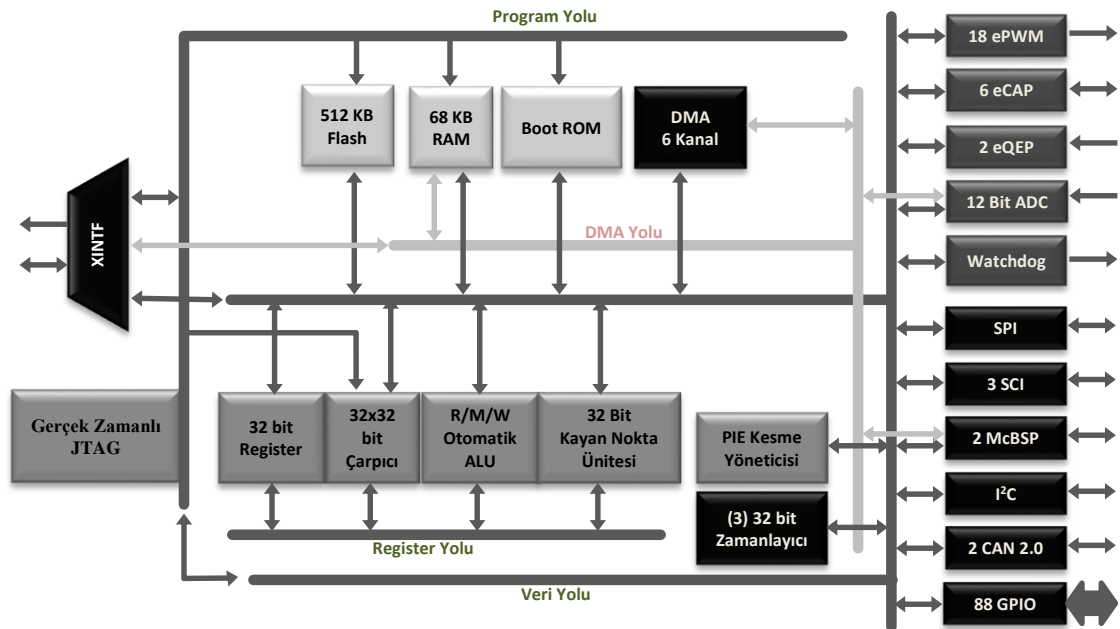 Program Yolu
18 ePWM
512 KB
Flash
68 KB
RAM
Boot ROM
DMA
6 Kanal
6 eCAP
2 eQEP
12 Bit ADC
XINTF
DMA Yolu
Watchdog
SPI
3 SCI
Gerçek Zamanlı
JTAG
32 bit
Register
32x32
bit
Çarpıcı
R/M/W
Otomatik
ALU
32 Bit
Kayan Nokta
Ünitesi
PIE Kesme
Yöneticisi
2 McBSP
I²C
(3) 32 bit
Zamanlayıcı
Register Yolu
2 CAN 2.0
Veri Yolu
88 GPIO